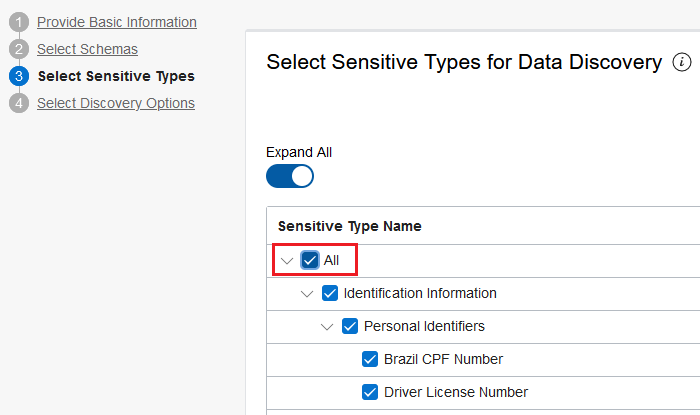 1 Provide Basic Information
2 Select Schemas
3 Select Sensitive Types
4 Select Discovery Options
Select Sensitive Types for Data Discovery i
Expand All
Sensitive Type Name
All
Identification Information
Personal Identifiers
Brazil CPF Number
Driver License Number